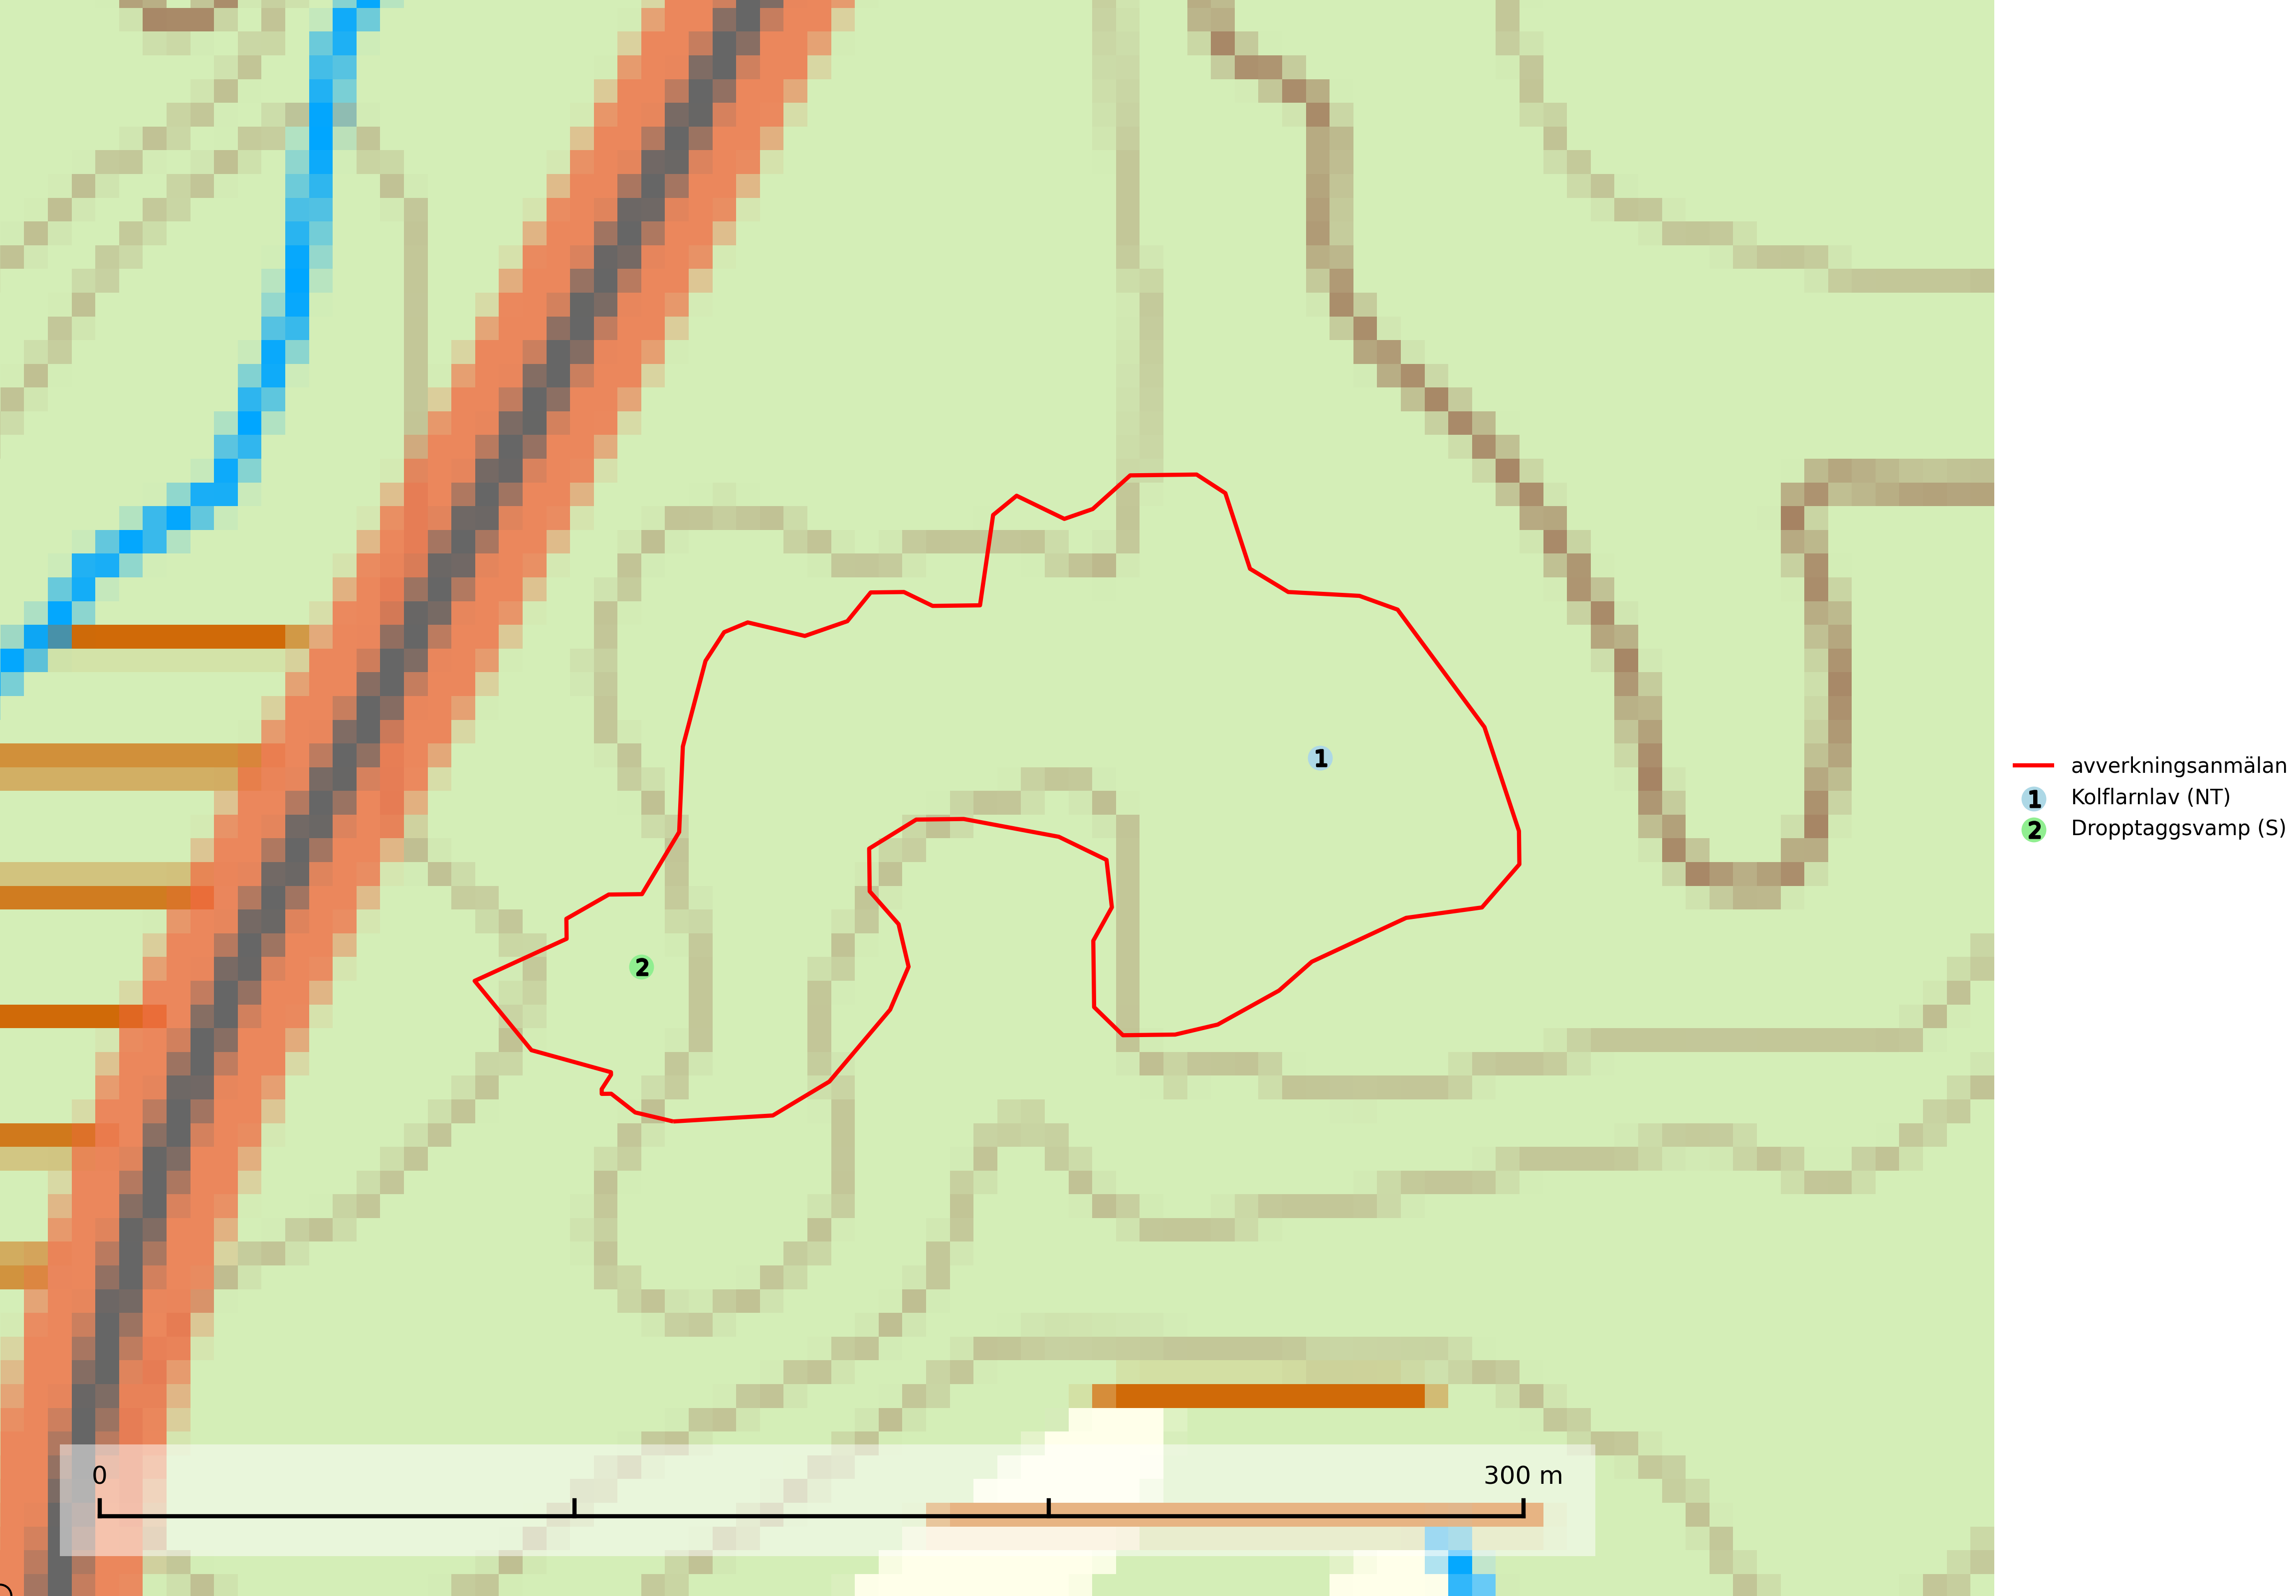 1
2
avverkningsanmälan
1 Kolflarnlav (NT)
2 Dropptaggsvamp (S)
0 300 m